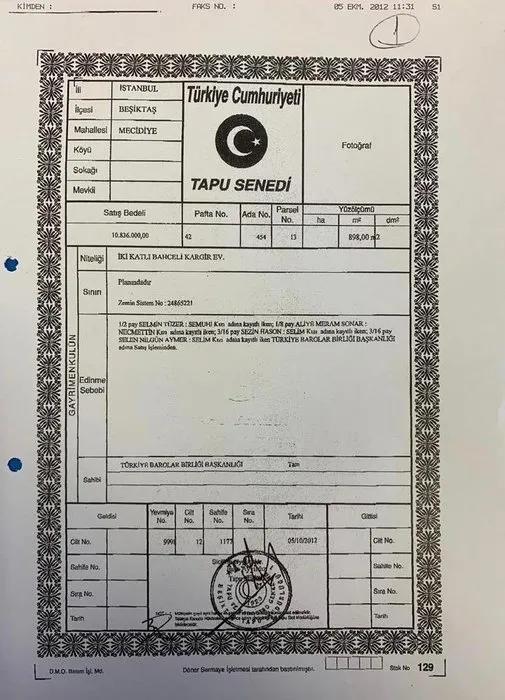 KİMDEN :
FAKS NO. :
05 EKM. 2012 11:31 S1
1
İli İSTANBUL
İlçesi BEŞİKTAŞ
Mahallesi MECİDİYE
Köyü
Sokağı
Mevkii
Türkiye Cumhuriyeti
TAPU SENEDİ
Fotoğraf
Satış Bedeli Pafta No. Ada No. Parsel No. Yüzölçümü
ha m² dm²
10.836.000,00 42 454 13 898,00 m2
GAYRİMENKULÜN
Niteliği İKİ KATLI BAHÇELİ KARGİR EV.
Sınırı Planındadır
Zemin Sistem No : 24865221
Edinme Sebebi
1/2 pay SELMİN TÜZER : SEMUHİ Kızı adına kayıtlı iken; 1/8 pay ALİYE MERAM SONAR :
NECMETTİN Kızı adına kayıtlı iken; 3/16 pay SEZİN HASON : SELİM Kızı adına kayıtlı iken; 3/16 pay
SELEN NİLGÜN AYMER : SELİM Kızı adına kayıtlı iken TÜRKİYE BAROLAR BİRLİĞİ BAŞKANLIĞI
adına Satış işleminden.
Sahibi
TÜRKİYE BAROLAR BİRLİĞİ BAŞKANLIĞI Tam
Geldisi Yevmiye No. Cilt No. Sahife No. Sıra No. Tarihi Gittisi
Cilt No. 9991 12 1177 05/10/2012 Cilt No.
Sahife No. Sahife No.
Sıra No. Sıra No.
Tarih Tarih
D.M.O. Basım İşl. Md.
Döner Sermaye İşletmesi tarafından bastırılmıştır.
Stok No 129